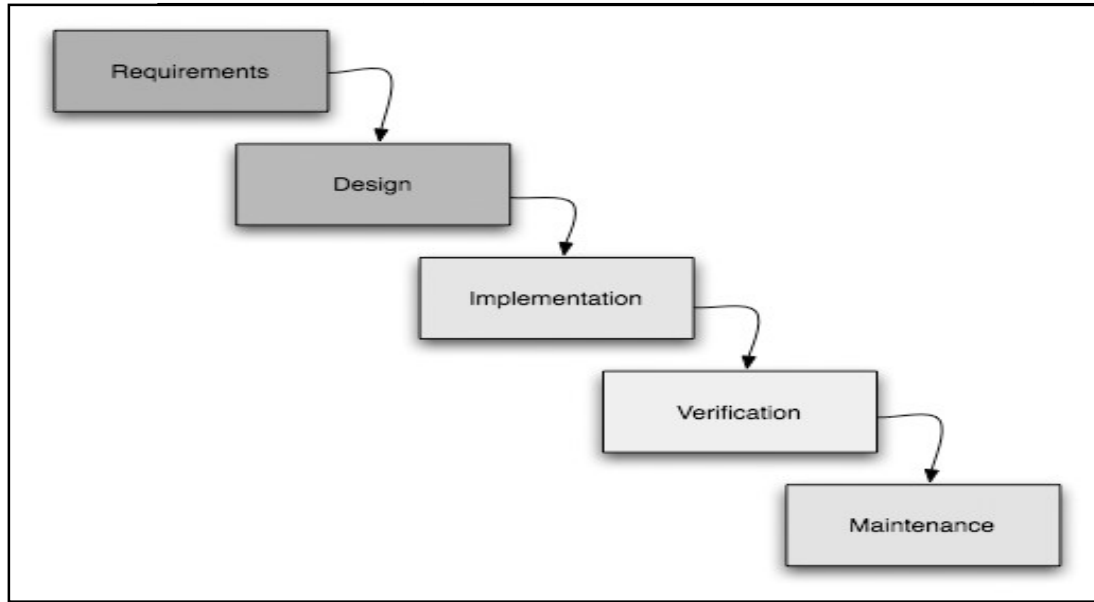 Requirements
Design
Implementation
Verification
Maintenance